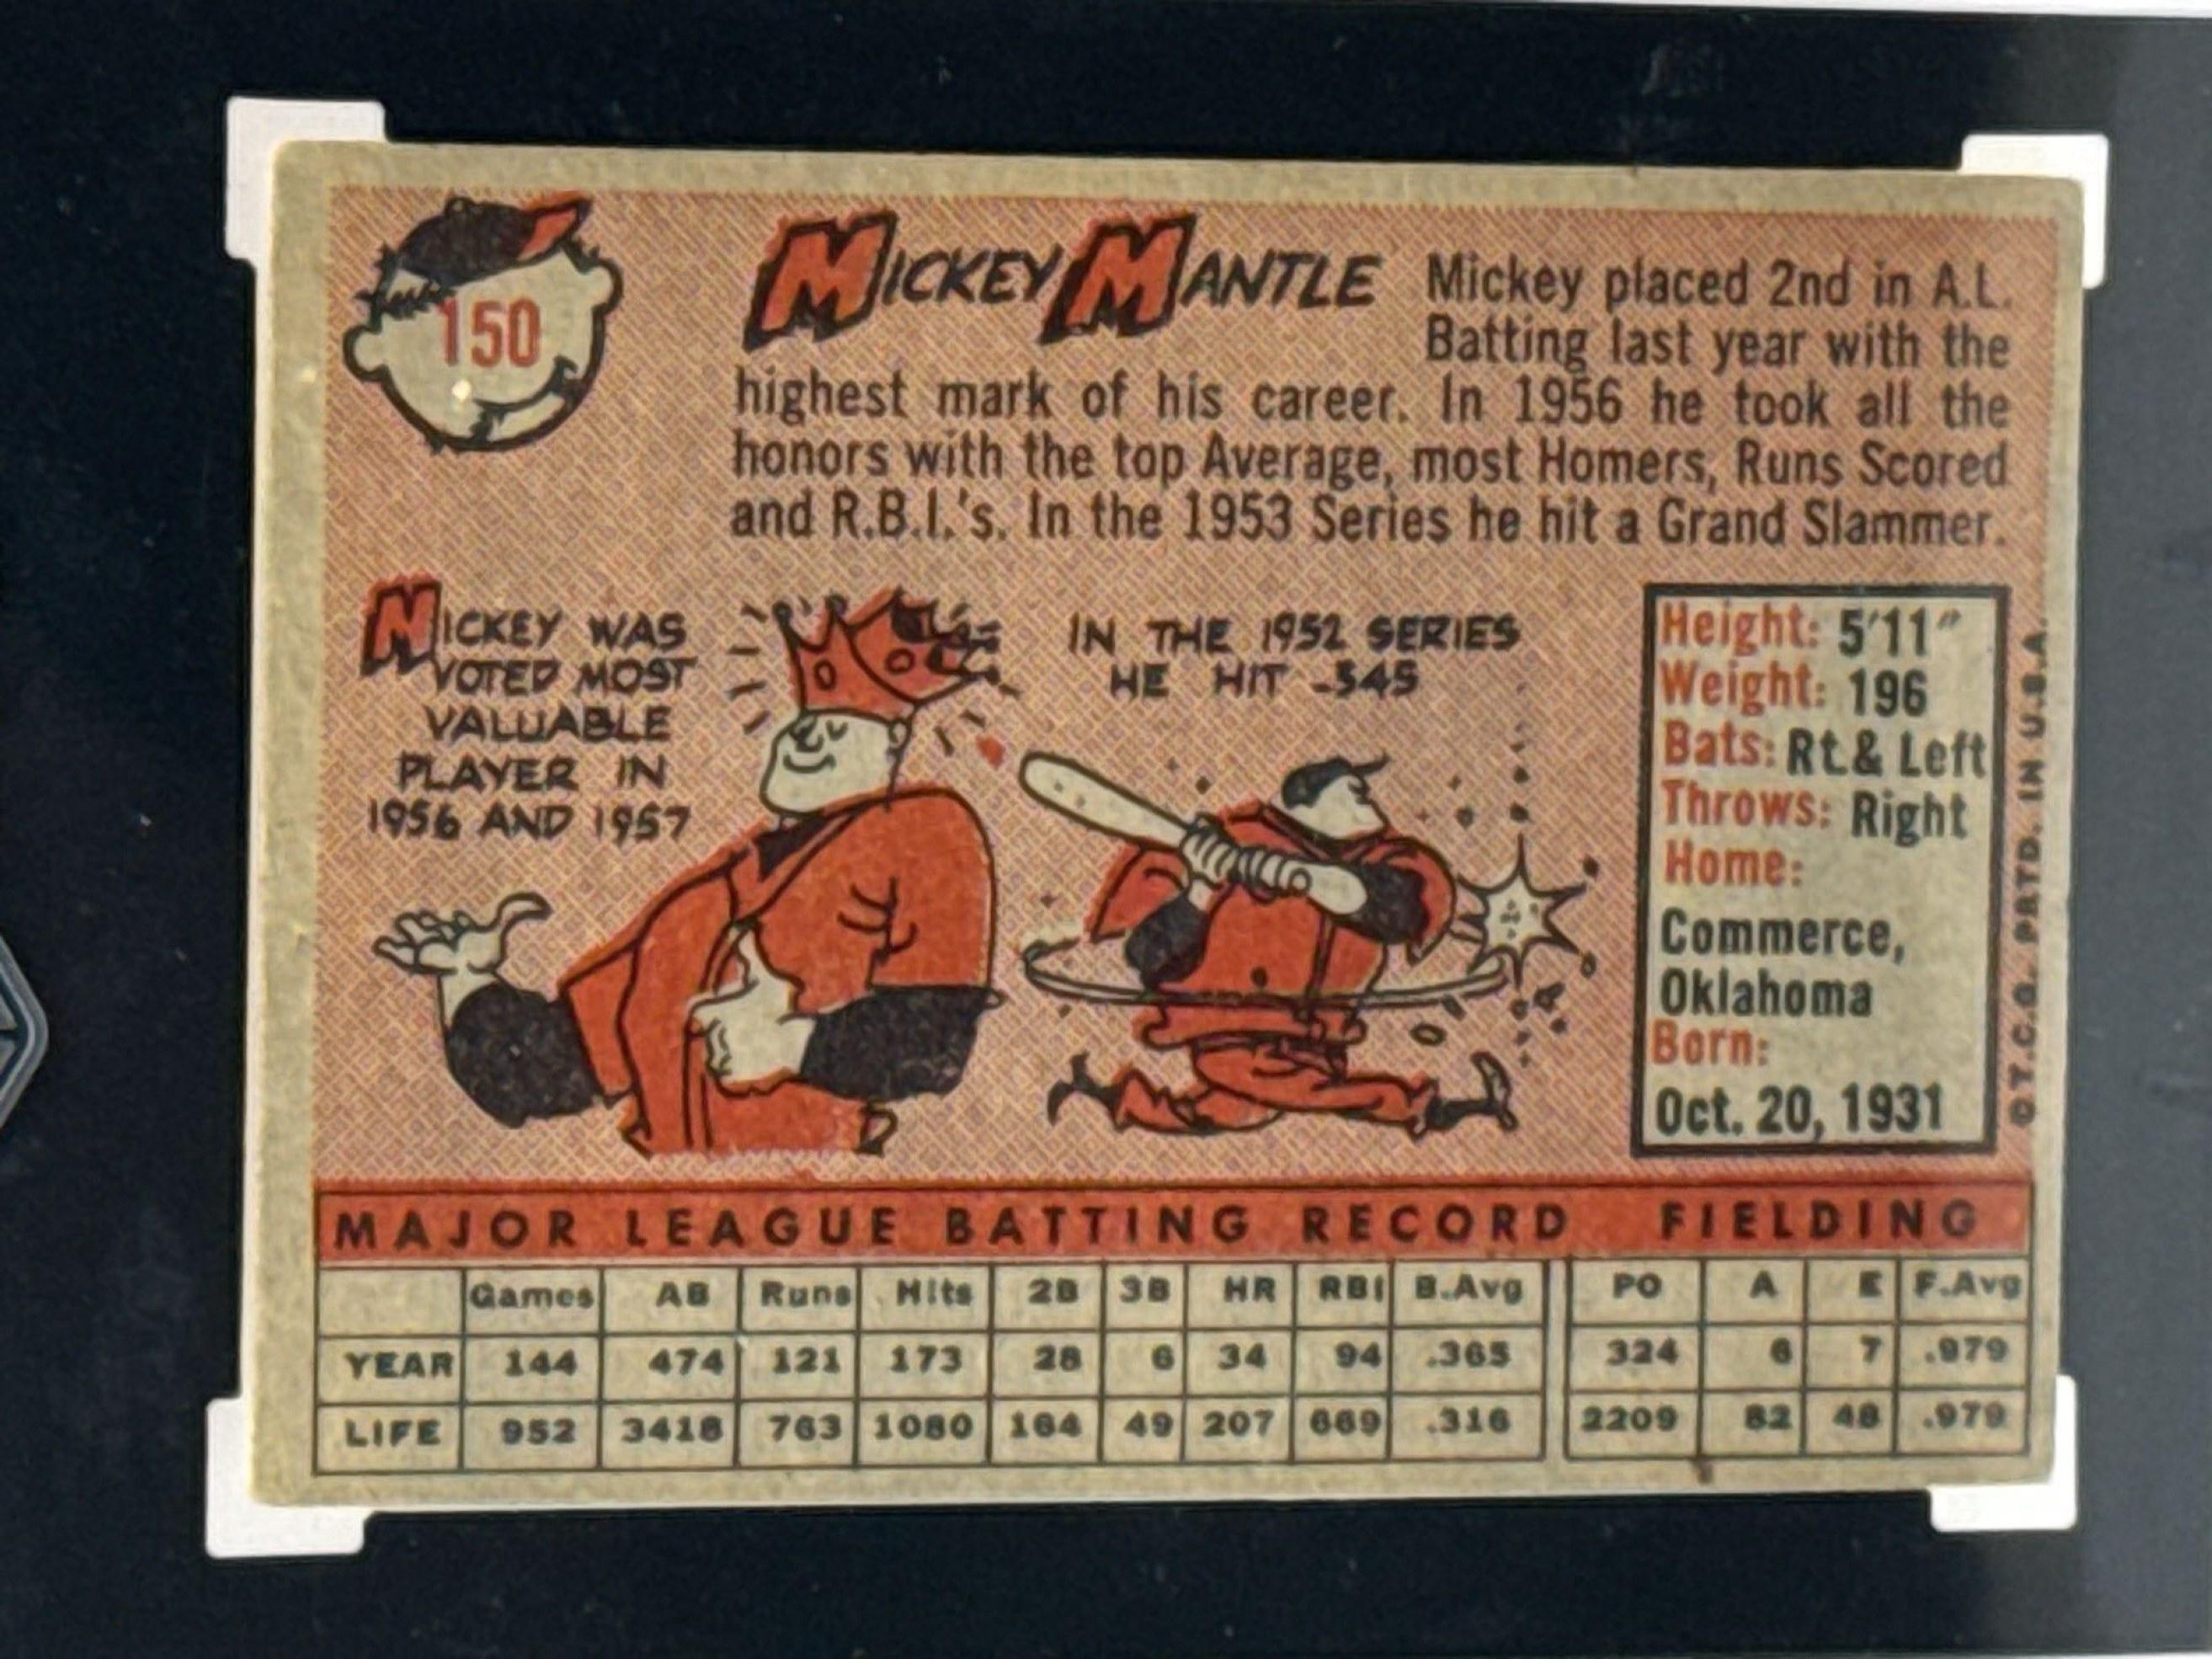 150
MICKEY MANTLE
Mickey placed 2nd in A.L.
Batting last year with the
highest mark of his career. In 1956 he took all the
honors with the top Average, most Homers, Runs Scored
and R.B.I.'s. In the 1953 Series he hit a Grand Slammer.
MICKEY WAS
VOTED MOST
VALUABLE
PLAYER IN
1956 AND 1957
IN THE 1952 SERIES
HE HIT .345
Height: 5'11"
Weight: 196
Bats: Rt.& Left
Throws: Right
Home:
Commerce,
Oklahoma
Born:
Oct. 20, 1931
©T.C.G. PRTD. IN U.S.A.
MAJOR LEAGUE BATTING RECORD FIELDING
Games AB Runs Hits 2B 3B HR RBI B.Avg PO A E F.Avg
YEAR 144 474 121 173 28 6 34 94 .365 324 6 7 .979
LIFE 952 3418 763 1080 164 49 207 669 .316 2209 82 48 .979